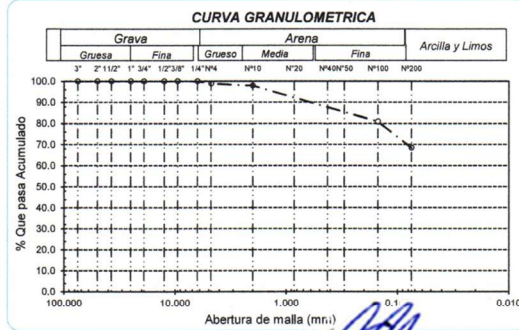 CURVA GRANULOMETRICA
Grava Arena Arcilla y Limos
Gruesa Fina Grueso Media Fina
3" 2" 11/2" 1" 3/4" 1/2" 3/8" 1/4" Nº4 Nº10 Nº20 Nº40 Nº50 Nº100 Nº200
100.0
90.0
80.0
70.0
60.0
50.0
40.0
30.0
20.0
10.0
0.0
% Que pasa Acumulado
100.000 10.000 1.000 0.1 0.010
Abertura de malla (mm)